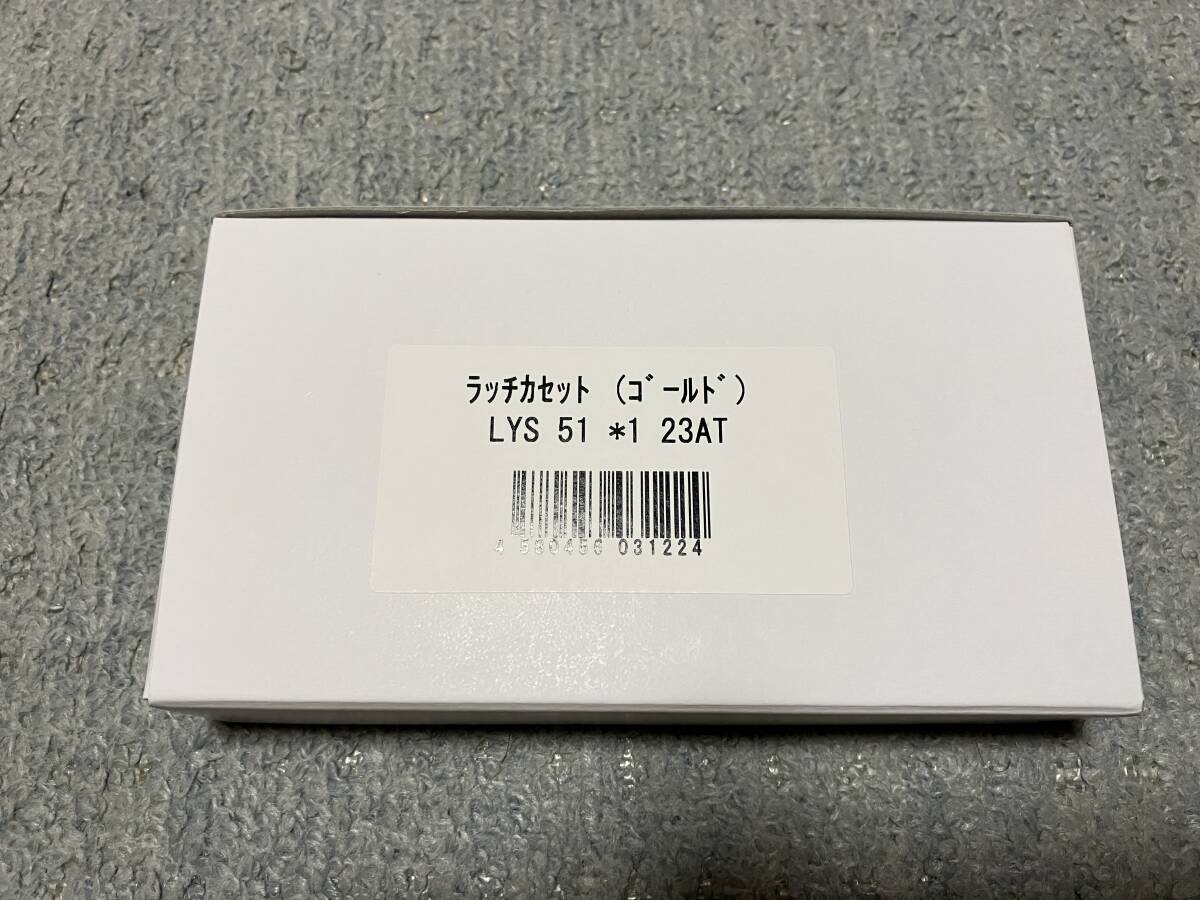 ﾗｯﾁｶｾｯﾄ (ｺﾞｰﾙﾄﾞ)
LYS 51 *1 23AT
4 580456 031224